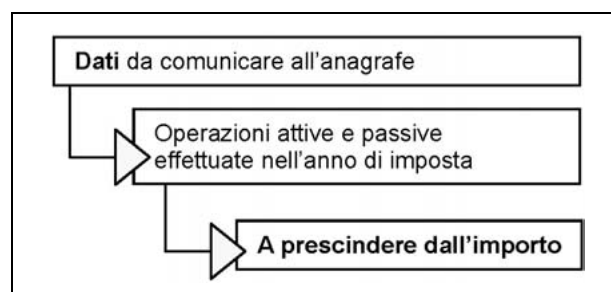 Dati da comunicare all'anagrafe
Operazioni attive e passive
effettuate nell'anno di imposta
A prescindere dall'importo